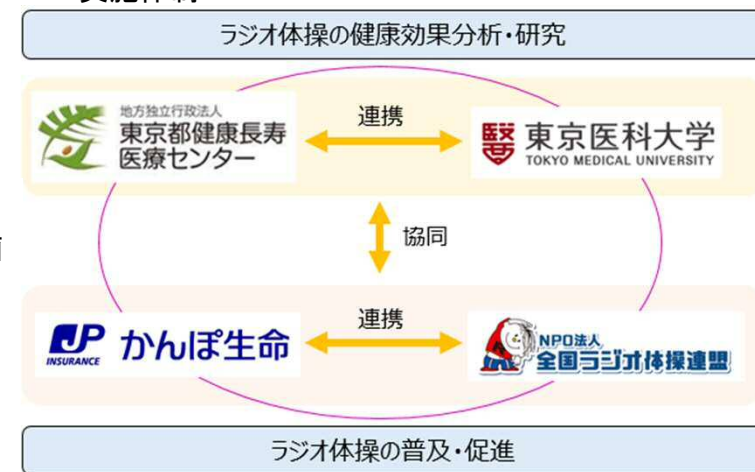 ラジオ体操の健康効果分析・研究
地方独立行政法人
東京都健康長寿
医療センター
連携
東京医科大学
TOKYO MEDICAL UNIVERSITY
協同
JP
INSURANCE
かんぽ生命
連携
NPO法人
全国ラジオ体操連盟
ラジオ体操の普及・促進